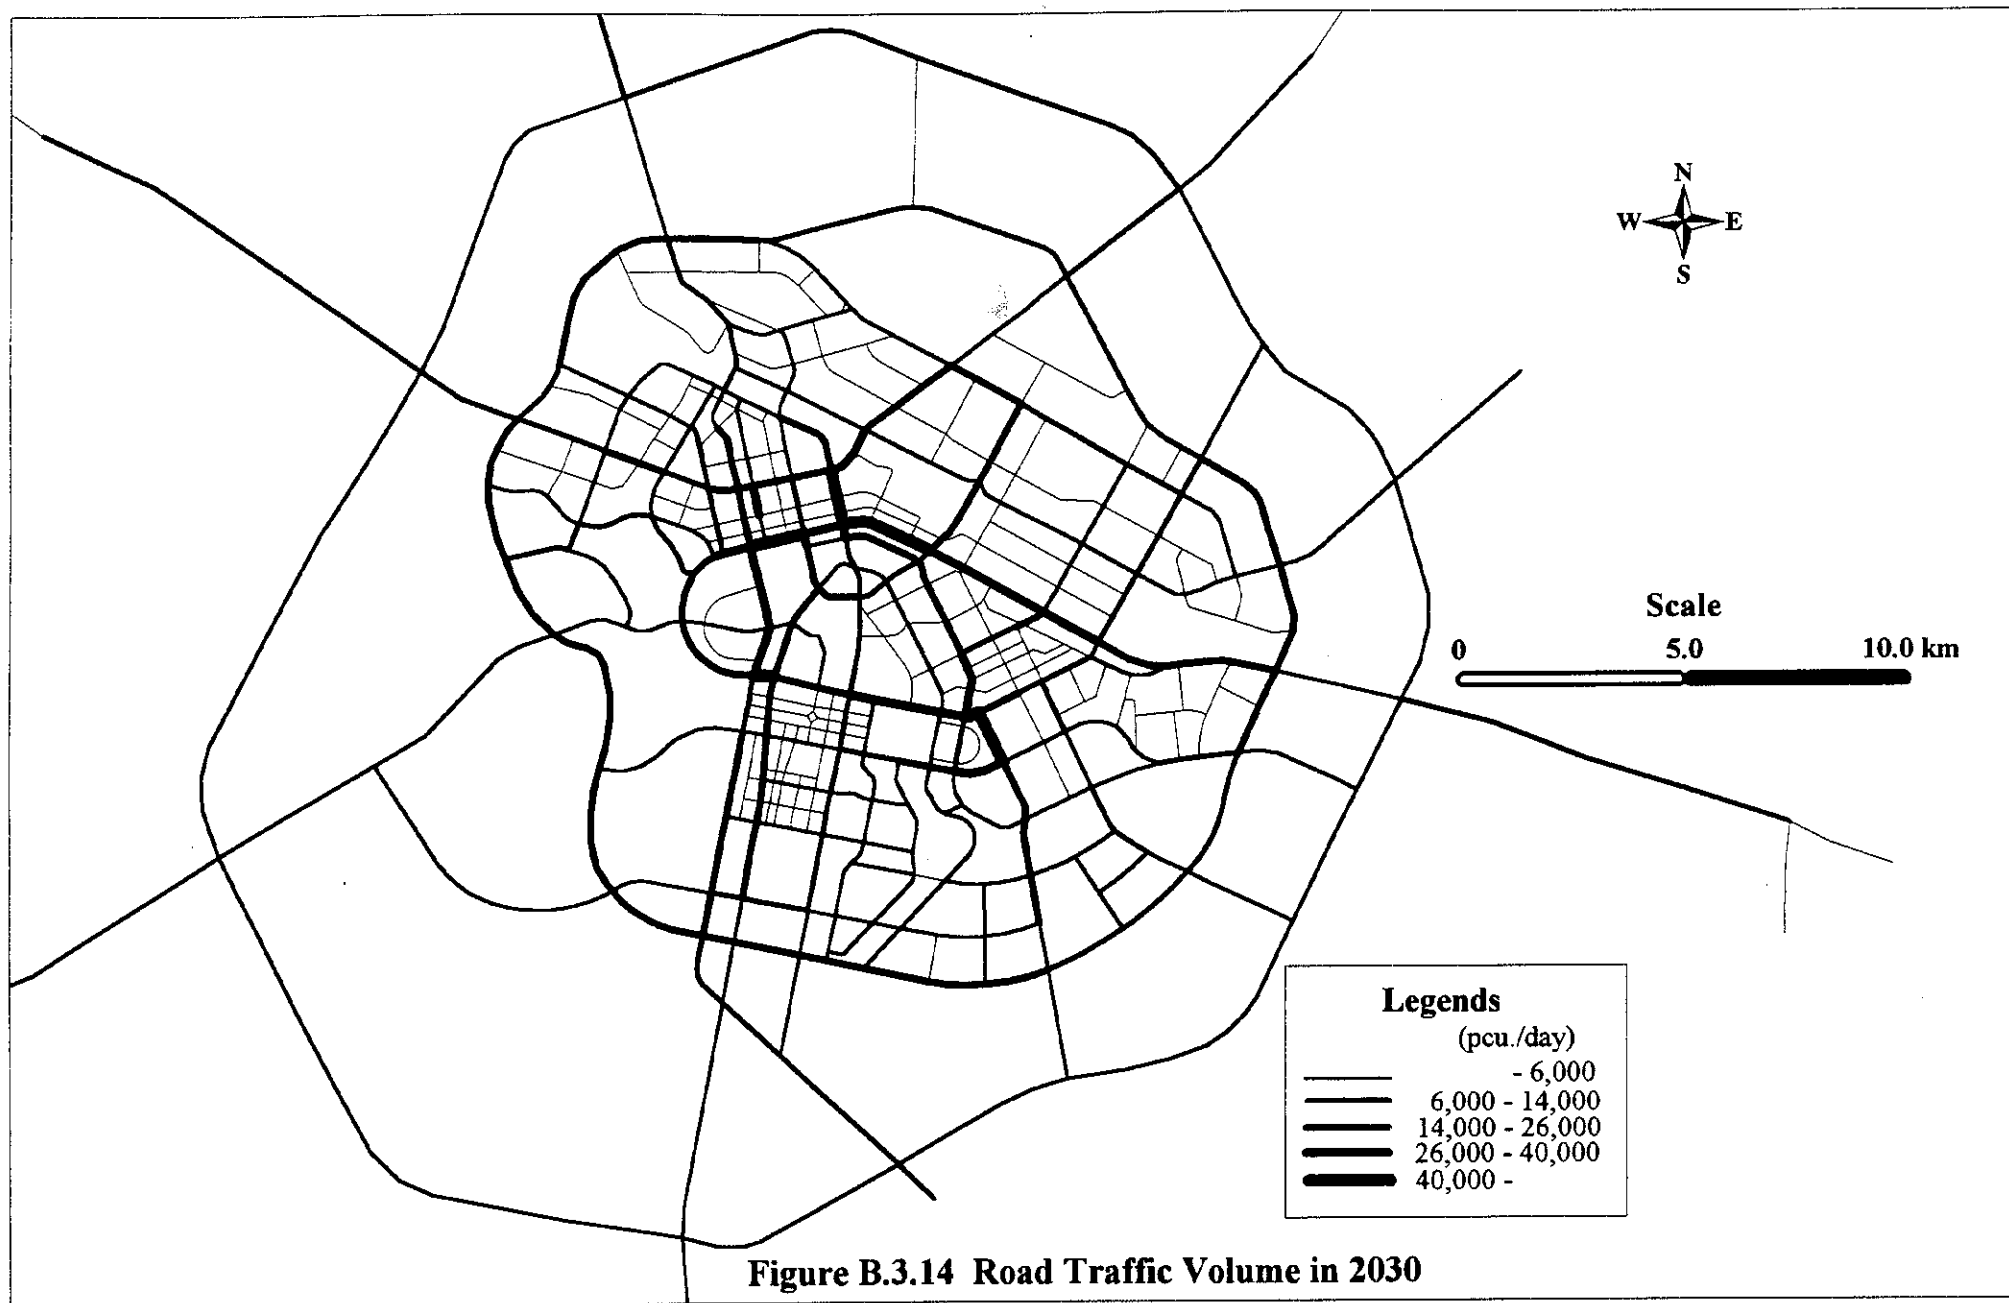 N
W E
S
Scale
0 5.0 10.0 km
Legends
(pcu./day)
- 6,000
6,000 - 14,000
14,000 - 26,000
26,000 - 40,000
40,000 -
Figure B.3.14 Road Traffic Volume in 2030